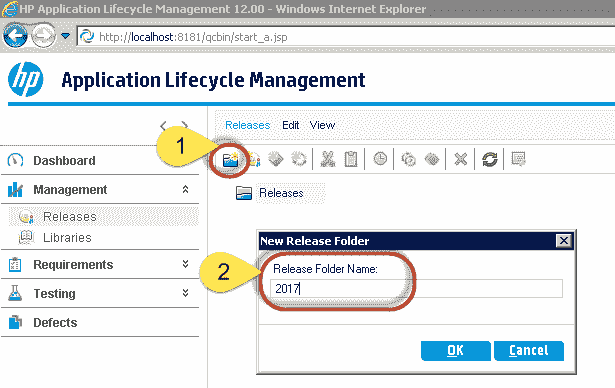 HP Application Lifecycle Management 12.00 - Windows Internet Explorer
http://localhost:8181/qcbin/start_a.jsp
hp Application Lifecycle Management
Releases Edit View
1
Dashboard
Management
Releases
Releases
Libraries
New Release Folder
Requirements
2
Release Folder Name:
2017
Testing
Defects
OK Cancel